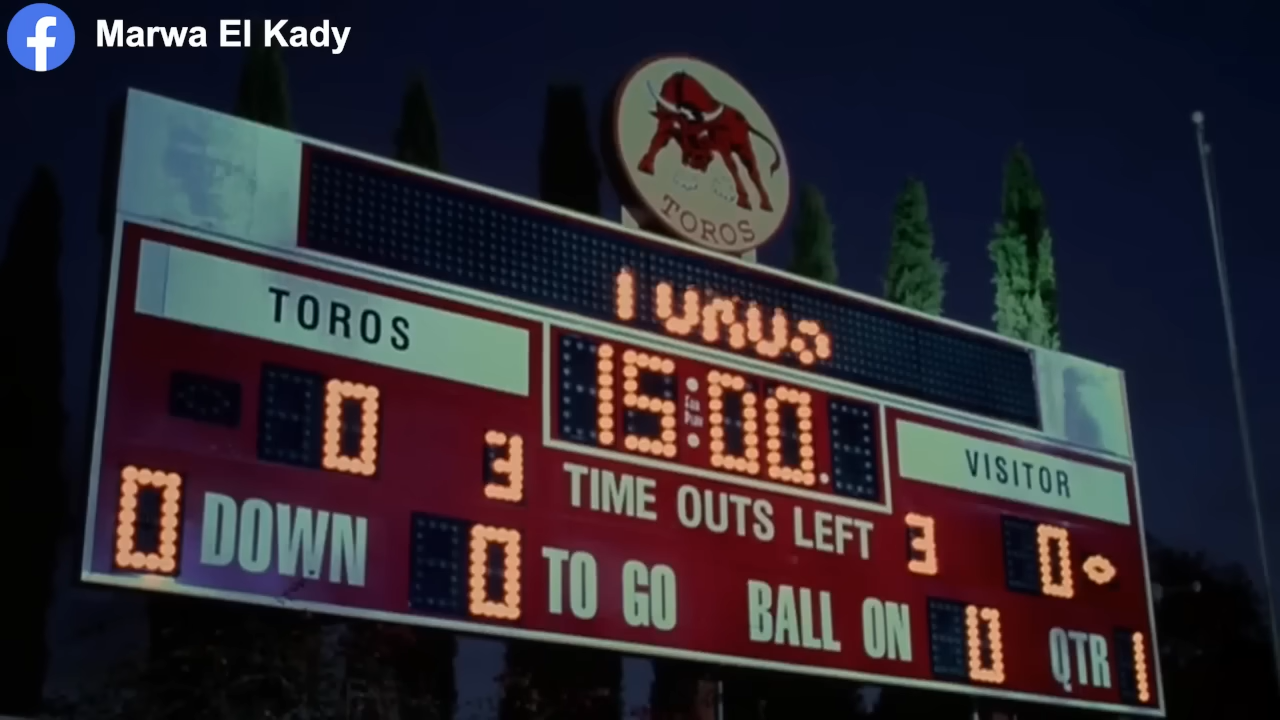 Marwa El Kady
TOROS
TOROS
15:00.
VISITOR
0
3
TIME OUTS LEFT
3
0
0 DOWN
0 TO GO
BALL ON 0
QTR 1